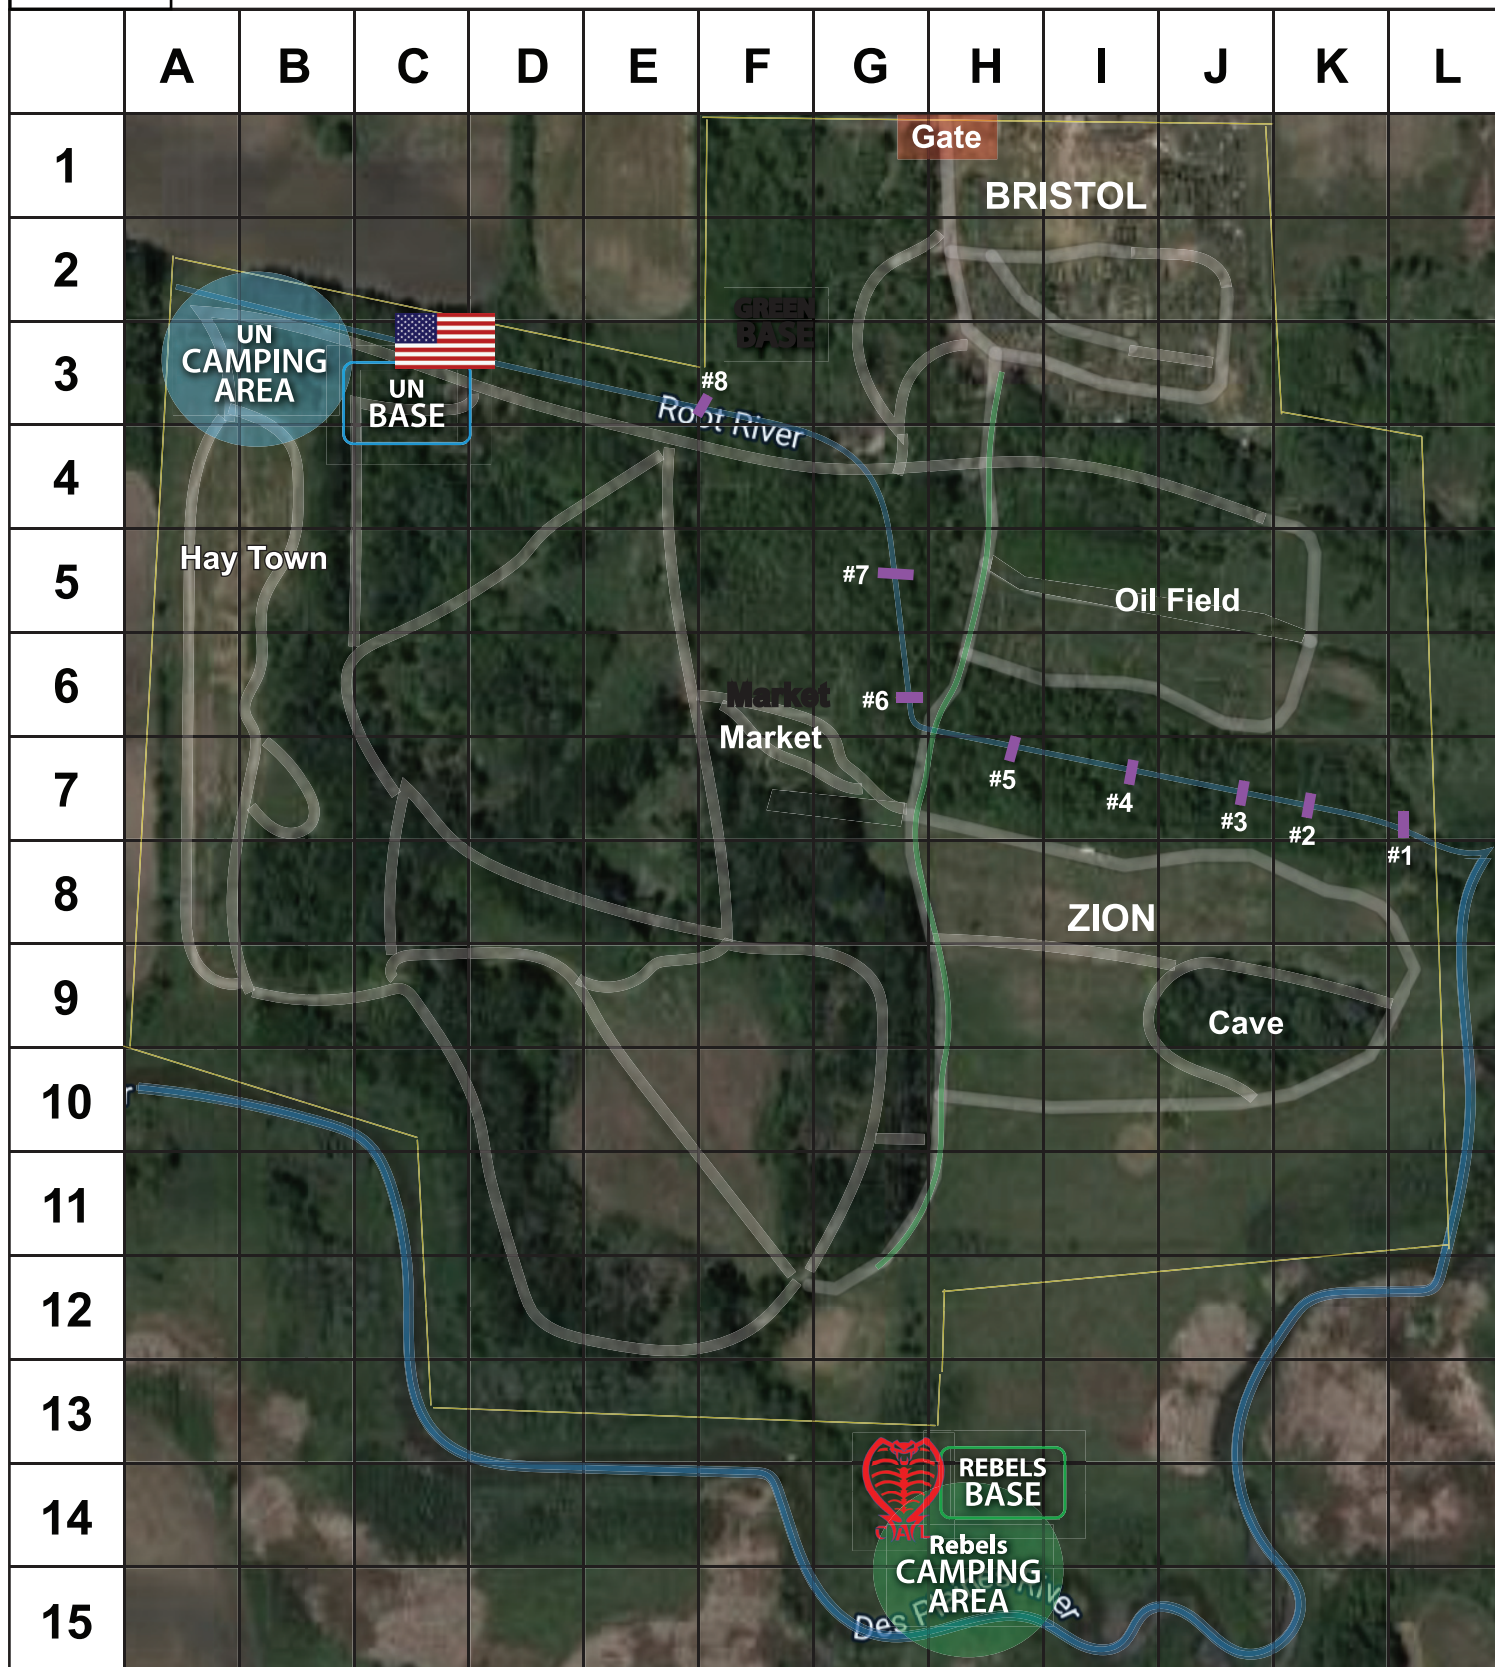 A B C D E F G H I J K L
1
Gate
BRISTOL
2
GREEN
BASE
3
UN
CAMPING
AREA
UN
BASE
#8
Root River
4
5
Hay Town
#7
Oil Field
6
Market
Market
#6
7
#5
#4
#3
#2
#1
8
ZION
9
Cave
10
r
11
12
13
14
REBELS
BASE
Rebels
CAMPING
AREA
15
Des River